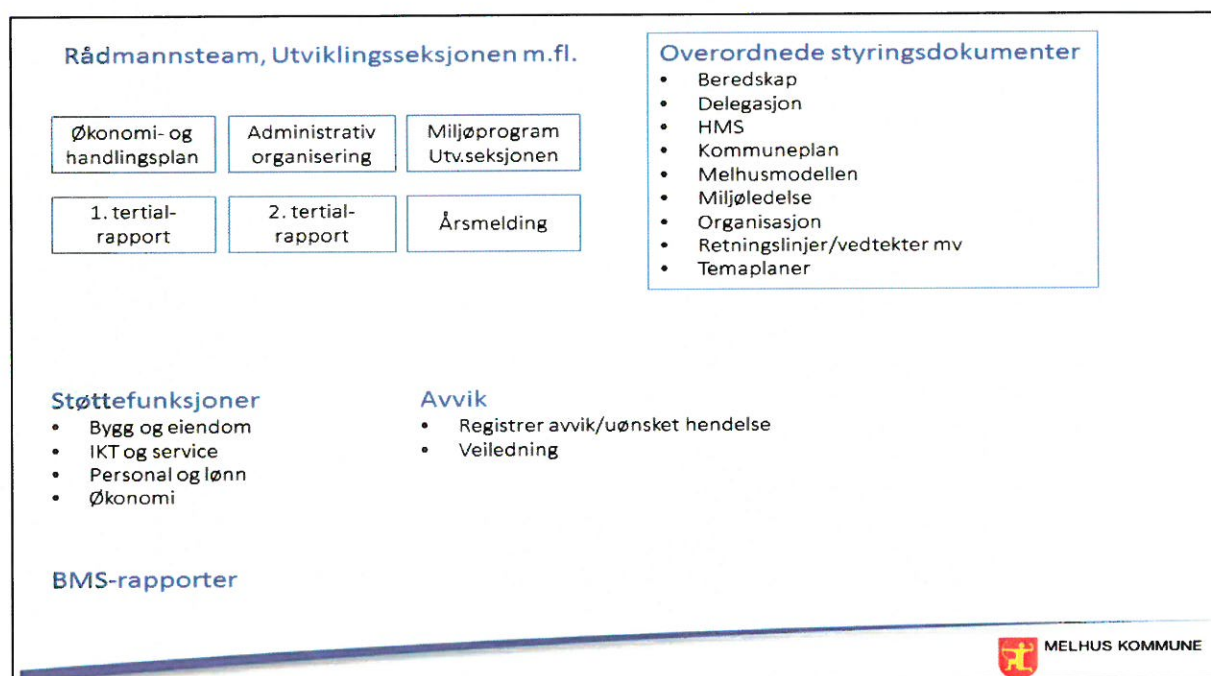 Rådmannsteam, Utviklingsseksjonen m.fl.
Økonomi- og
handlingsplan
Administrativ
organisering
Miljøprogram
Utv.seksjonen
1. tertial-
rapport
2. tertial-
rapport
Årsmelding
Overordnede styringsdokumenter
• Beredskap
• Delegasjon
• HMS
• Kommuneplan
• Melhusmodellen
• Miljøledelse
• Organisasjon
• Retningslinjer/vedtekter mv
• Temaplaner
Støttefunksjoner
• Bygg og eiendom
• IKT og service
• Personal og lønn
• Økonomi
Avvik
• Registrer avvik/uønsket hendelse
• Veiledning
BMS-rapporter
MELHUS KOMMUNE